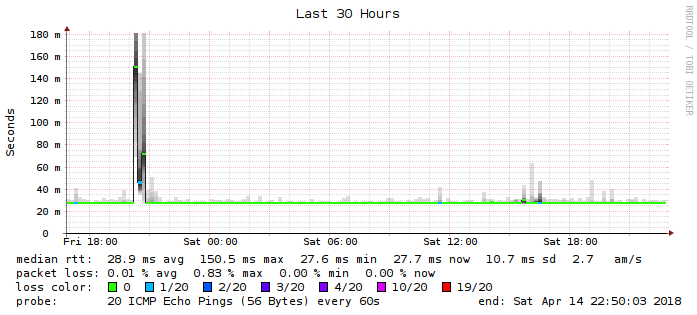 Last 30 Hours
RRDTOOL / TOBI OETIKER
Seconds
180 m
160 m
140 m
120 m
100 m
80 m
60 m
40 m
20 m
0
Fri 18:00 Sat 00:00 Sat 06:00 Sat 12:00 Sat 18:00
median rtt: 28.9 ms avg 150.5 ms max 27.6 ms min 27.7 ms now 10.7 ms sd 2.7 am/s
packet loss: 0.01 % avg 0.83 % max 0.00 % min 0.00 % now
loss color: 0 1/20 2/20 3/20 4/20 10/20 19/20
probe: 20 ICMP Echo Pings (56 Bytes) every 60s end: Sat Apr 14 22:50:03 2018